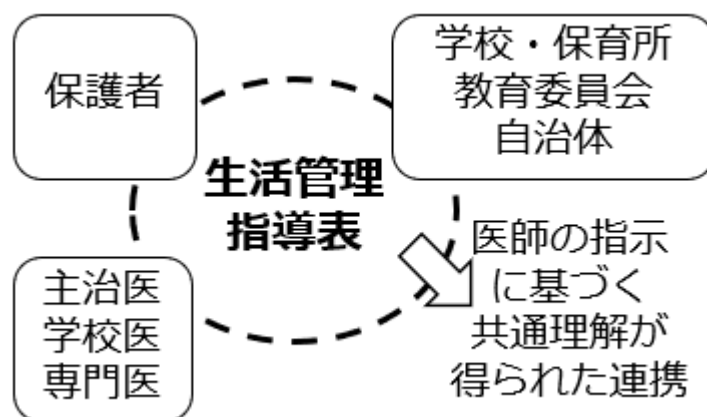 保護者
学校・保育所
教育委員会
自治体
生活管理
指導表
主治医
学校医
専門医
医師の指示
に基づく
共通理解が
得られた連携